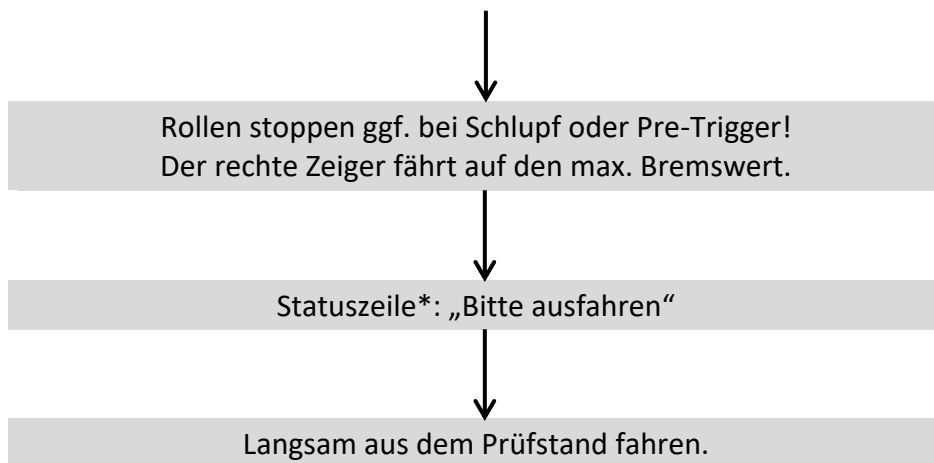 Rollen stoppen ggf. bei Schlupf oder Pre-Trigger!
Der rechte Zeiger fährt auf den max. Bremswert.
Statuszeile*: „Bitte ausfahren“
Langsam aus dem Prüfstand fahren.